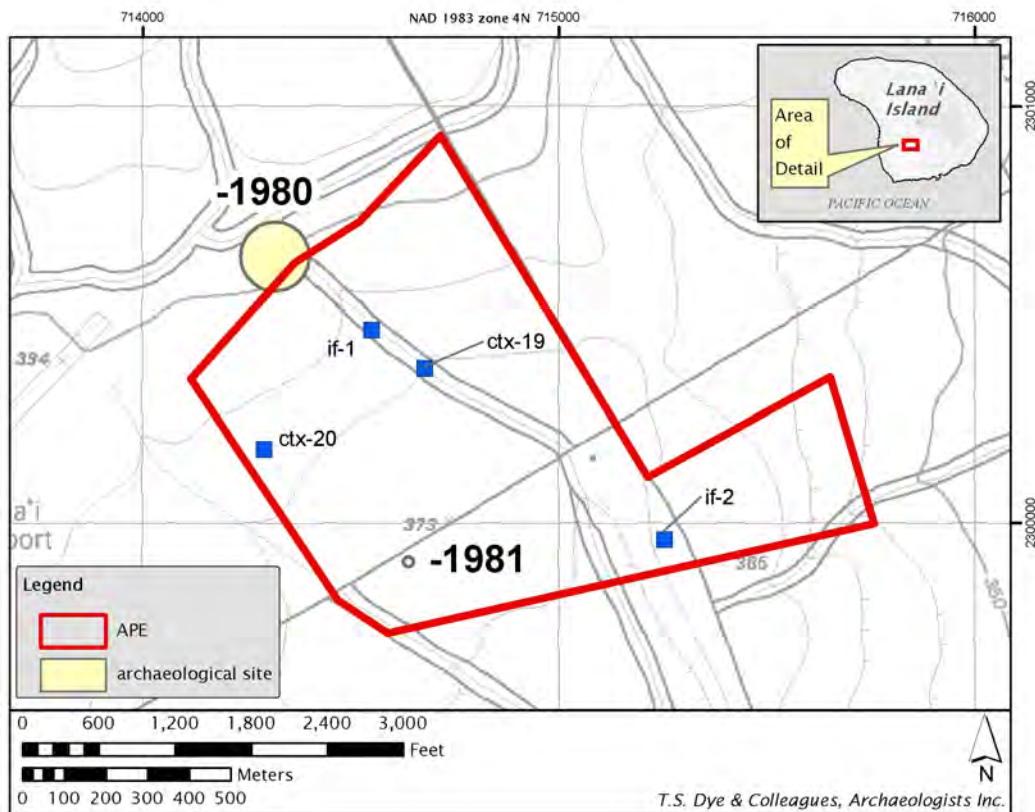 714000
NAD 1983 zone 4N
715000
716000
2301000
Lana 'i
Island
Area
of
Detail
PACIFIC OCEAN
-1980
if-1
ctx-19
394
ctx-20
if-2
a'i
port
373
-1981
2300000
385
350
Legend
APE
archaeological site
0 600 1,200 1,800 2,400 3,000
Feet
Meters
0 100 200 300 400 500
N
T.S. Dye & Colleagues, Archaeologists Inc.